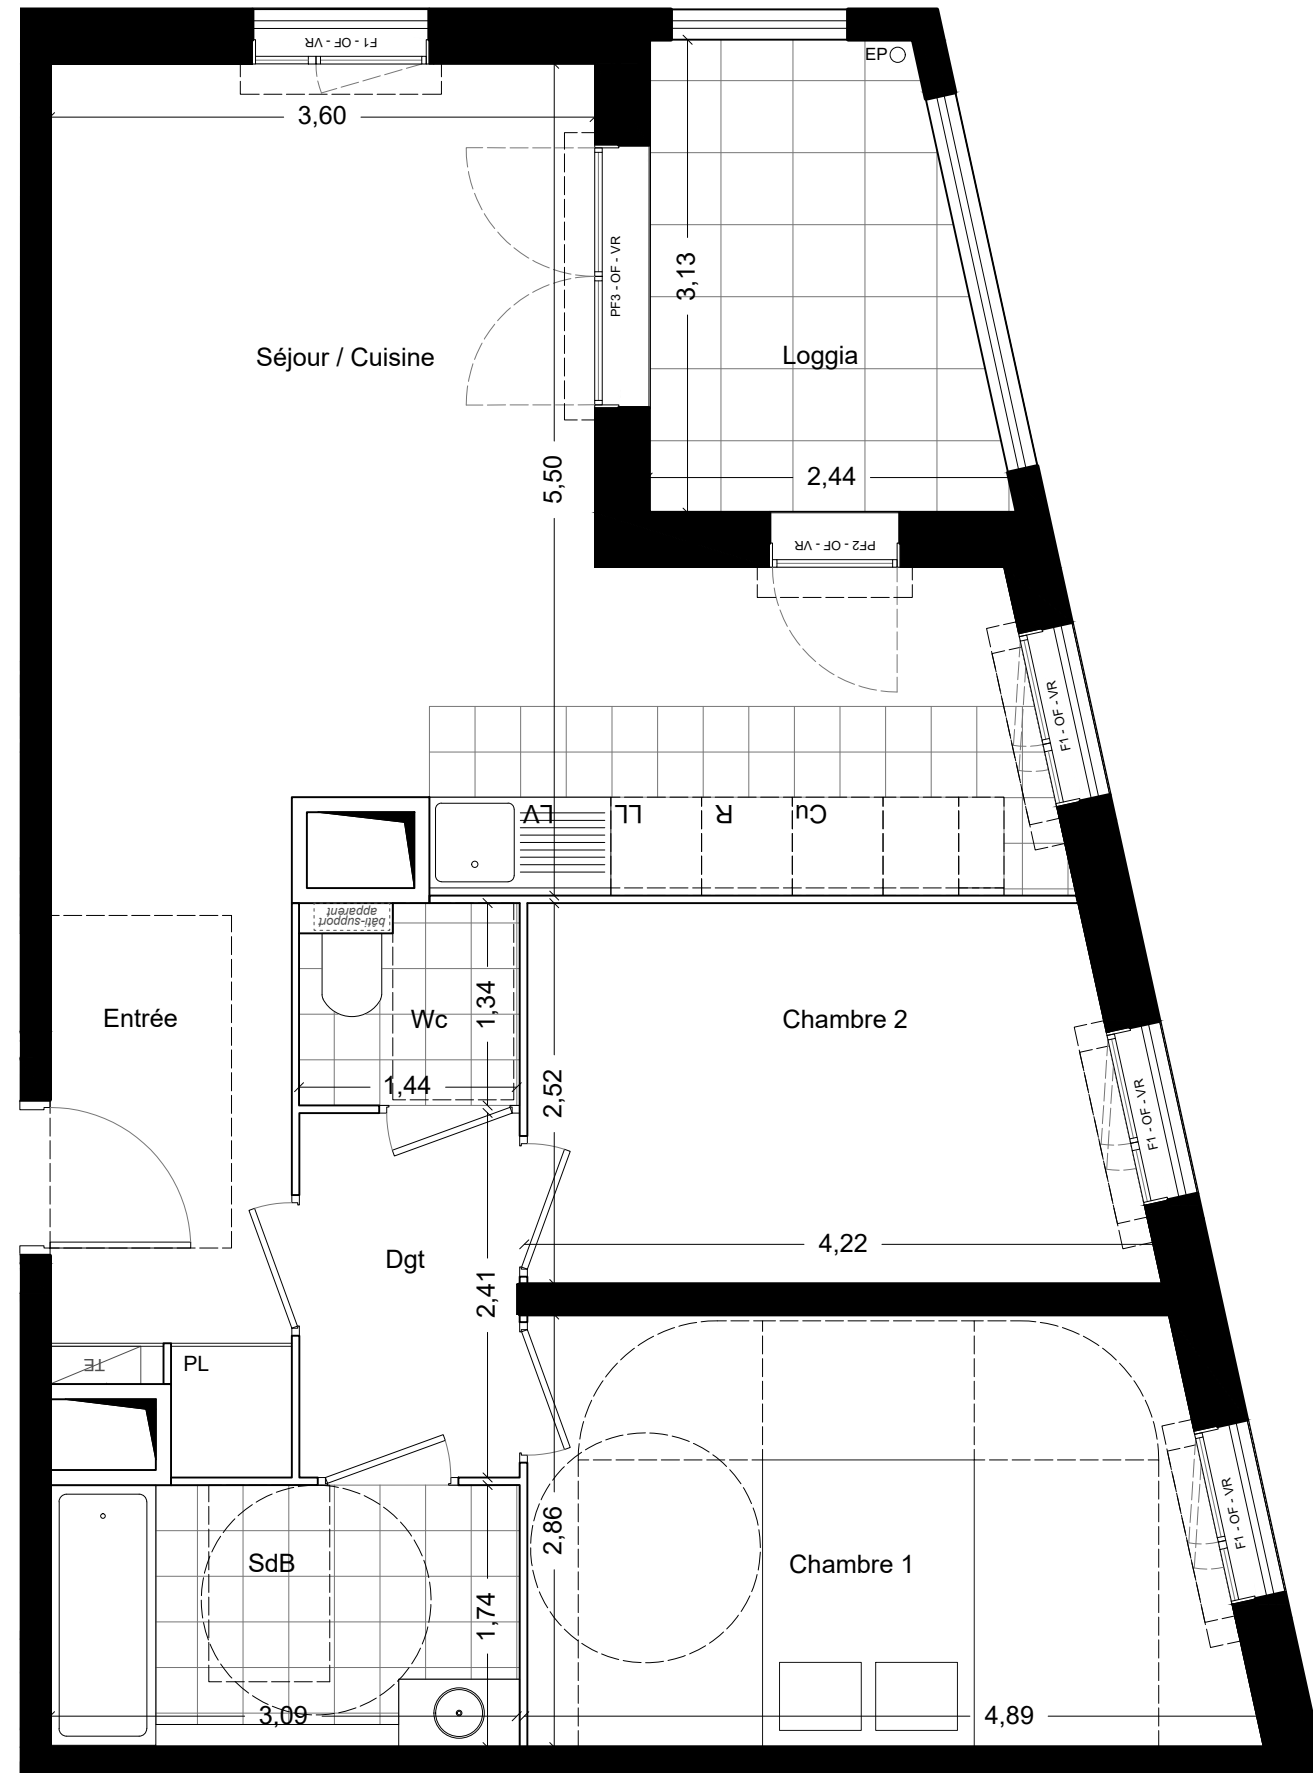 F1 - OF - VR
EP
3,60
PF3 - OF - VR
3,13
Séjour / Cuisine
Loggia
5,50
2,44
PF2 - OF - VR
F1 - OF - VR
LV
LL
R
Cu
bâti-support
apparent
Entrée
Wc
1,34
Chambre 2
1,44
2,52
F1 - OF - VR
4,22
Dgt
2,41
TE
PL
F1 - OF - VR
2,86
SdB
Chambre 1
1,74
3,09
4,89